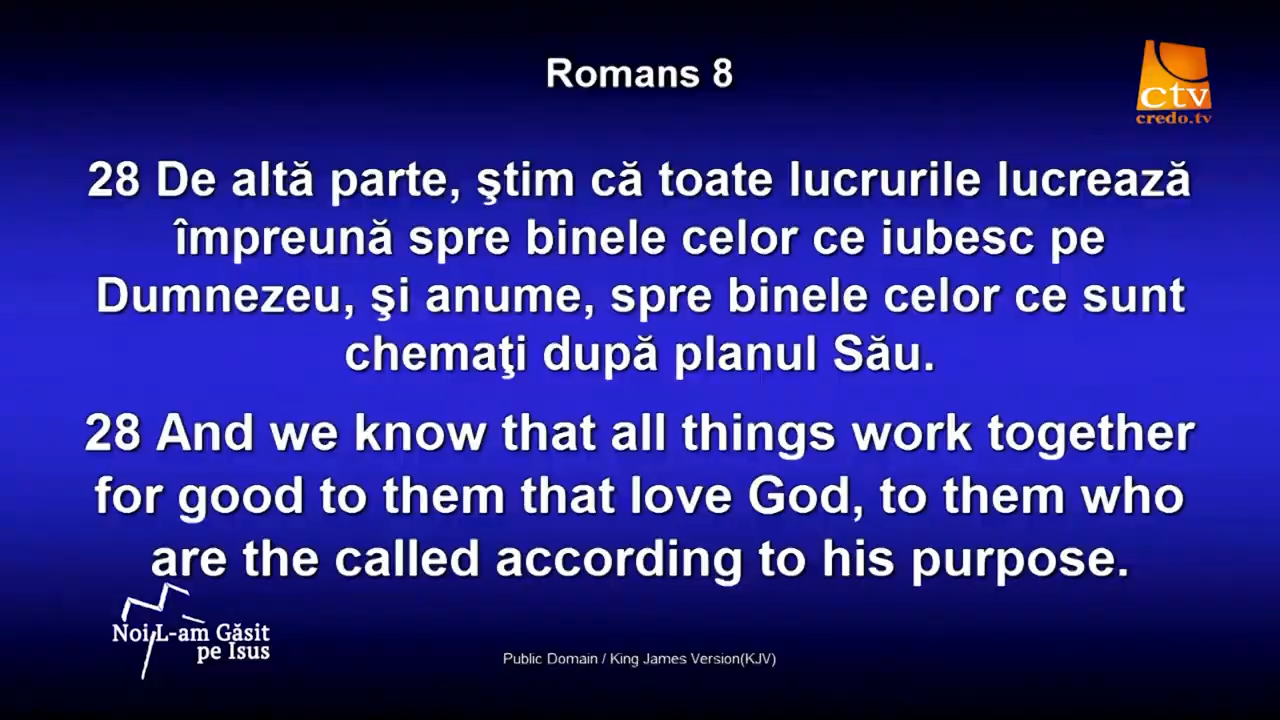 Romans 8
ctv
credo.tv
28 De altă parte, ştim că toate lucrurile lucrează
împreună spre binele celor ce iubesc pe
Dumnezeu, şi anume, spre binele celor ce sunt
chemaţi după planul Său.
28 And we know that all things work together
for good to them that love God, to them who
are the called according to his purpose.
Noi L-am Găsit
pe Isus
Public Domain / King James Version(KJV)